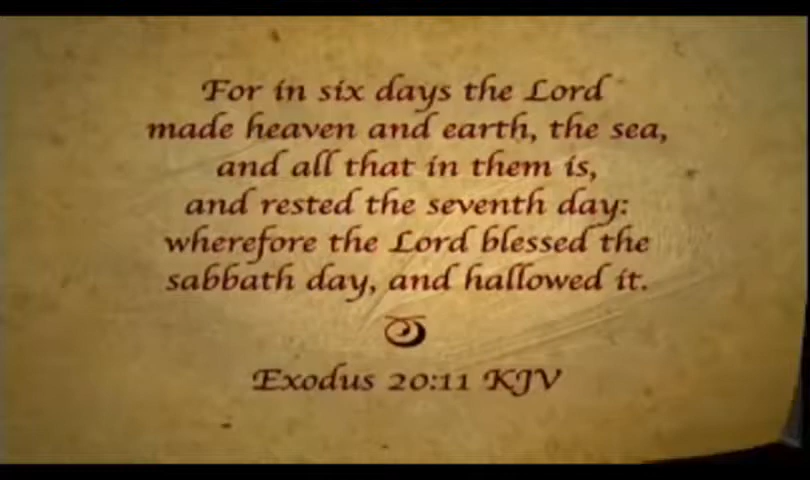 For in six days the Lord
made heaven and earth, the sea,
and all that in them is,
and rested the seventh day:
wherefore the Lord blessed the
sabbath day, and hallowed it.
Exodus 20:11 KJV